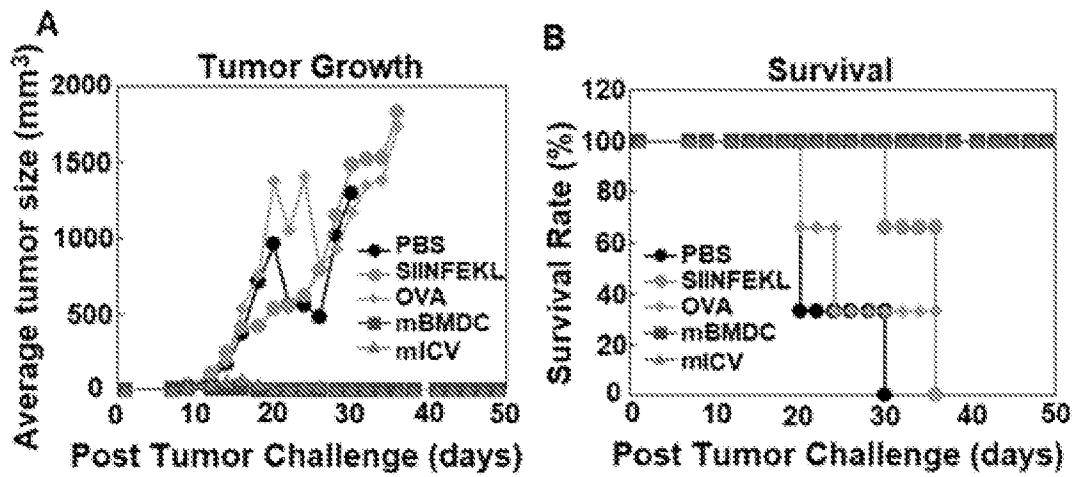 A
Tumor Growth
Average tumor size (mm³)
2000
1500
1000
500
0
0 10 20 30 40 50
PBS
SIINFEKL
OVA
mBMDC
mICV
Post Tumor Challenge (days)
B
Survival
Survival Rate (%)
120
100
80
60
40
20
0
0 10 20 30 40 50
PBS
SIINFEKL
OVA
mBMDC
mICV
Post Tumor Challenge (days)